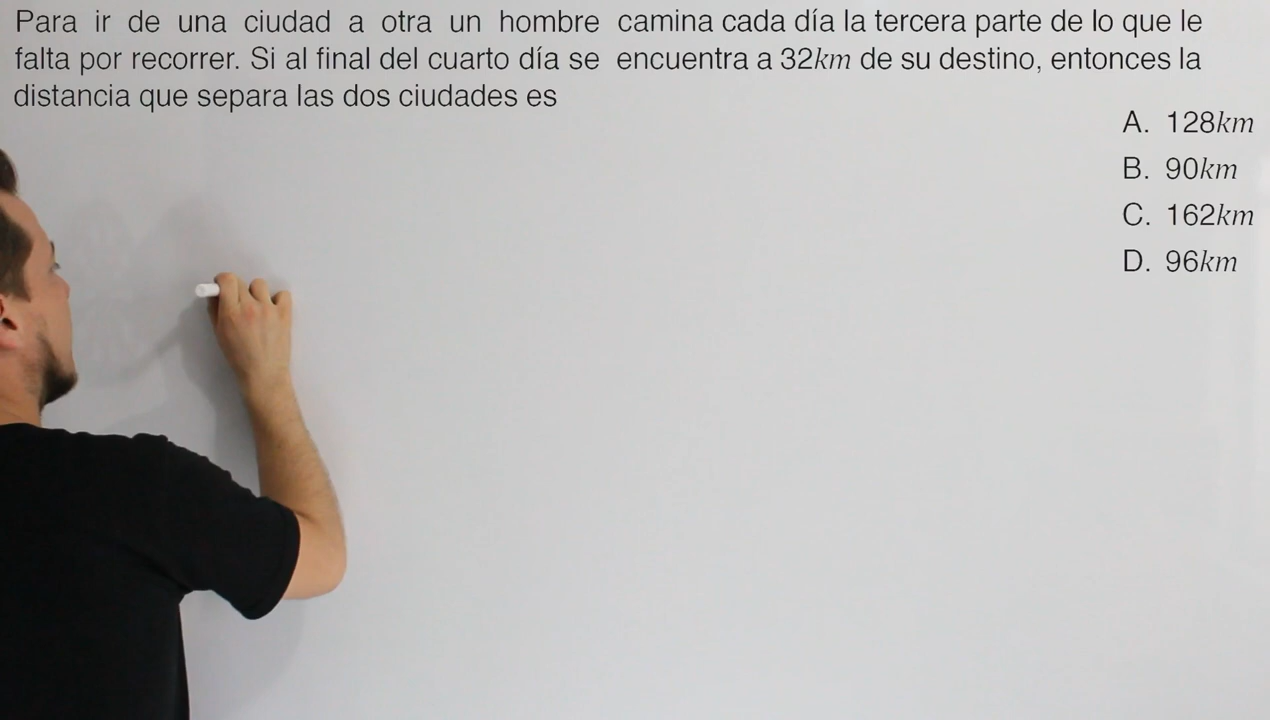 Para ir de una ciudad a otra un hombre camina cada día la tercera parte de lo que le
falta por recorrer. Si al final del cuarto día se encuentra a 32km de su destino, entonces la
distancia que separa las dos ciudades es
A. 128km
B. 90km
C. 162km
D. 96km